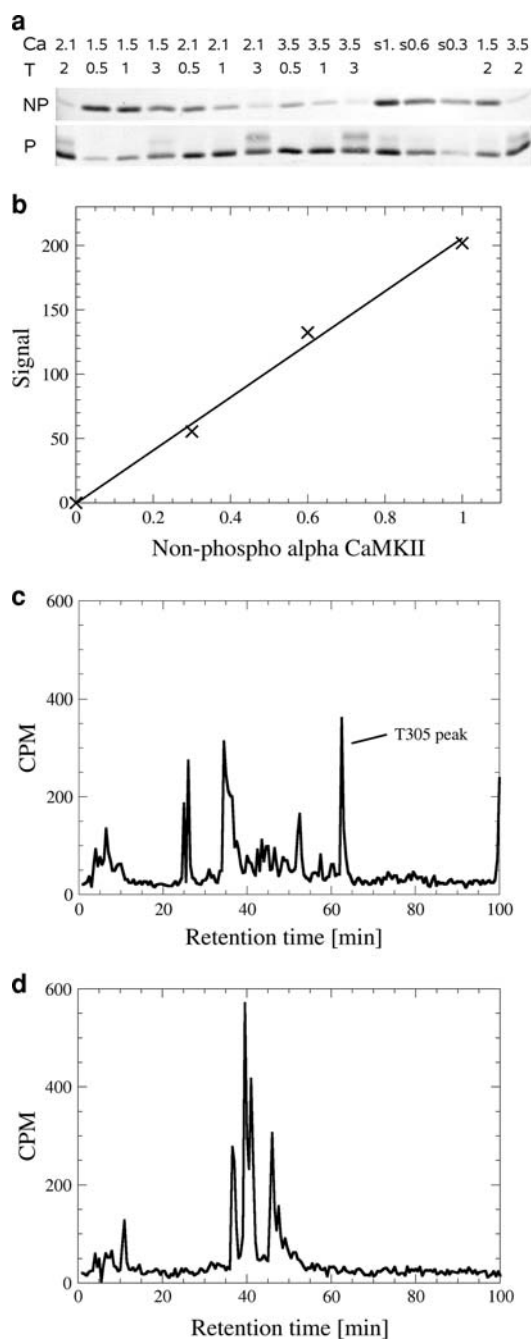 a
Ca 2.1 1.5 1.5 1.5 2.1 2.1 2.1 3.5 3.5 3.5 s1. s0.6 s0.3 1.5 3.5
T 2 0.5 1 3 0.5 1 3 0.5 1 3 2 2
NP
P
b
200
150
100
50
0
Signal
0 0.2 0.4 0.6 0.8 1
Non-phospho alpha CaMKII
c
600
400
200
0
CPM
T305 peak
0 20 40 60 80 100
Retention time [min]
d
600
400
200
0
CPM
0 20 40 60 80 100
Retention time [min]